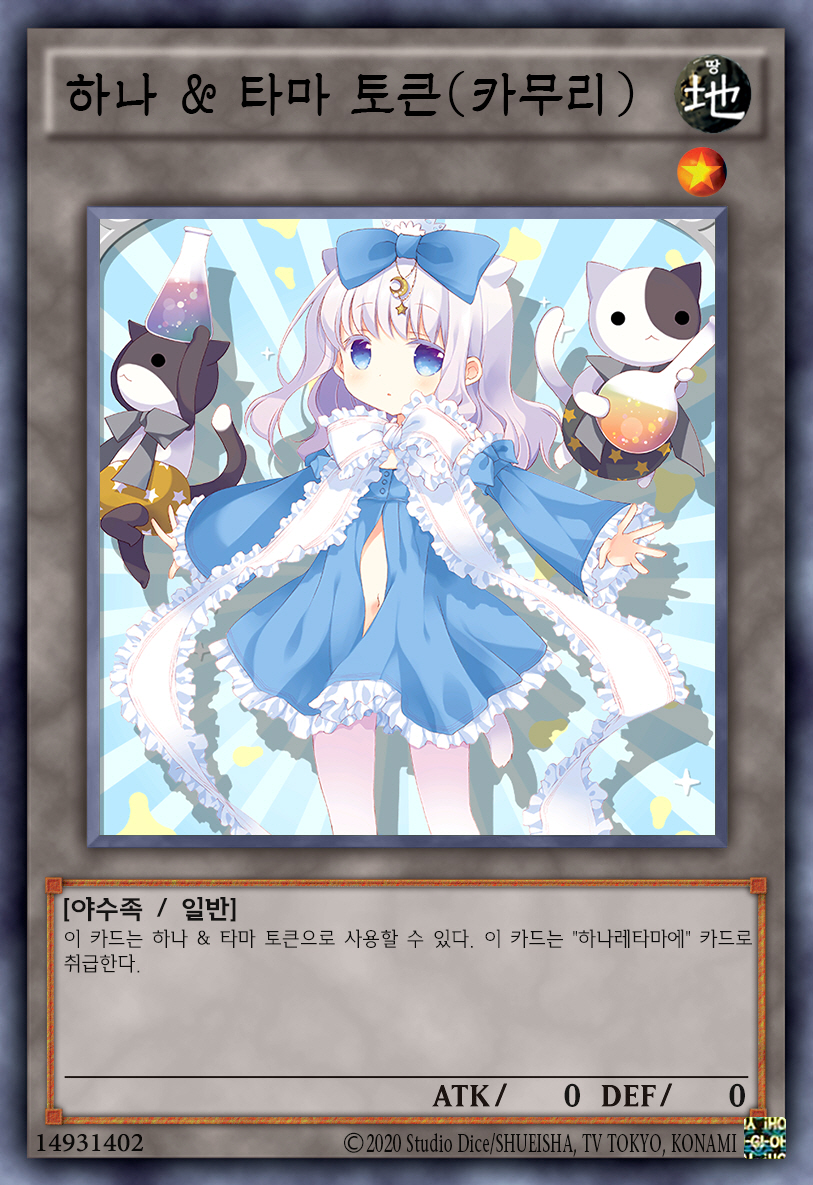 하나 & 타마 토큰(카무리)
땅
地
[야수족 / 일반]
이 카드는 하나 & 타마 토큰으로 사용할 수 있다. 이 카드는 "하나레타마에" 카드로
취급한다.
ATK/ 0 DEF/ 0
14931402
©2020 Studio Dice/SHUEISHA, TV TOKYO, KONAMI